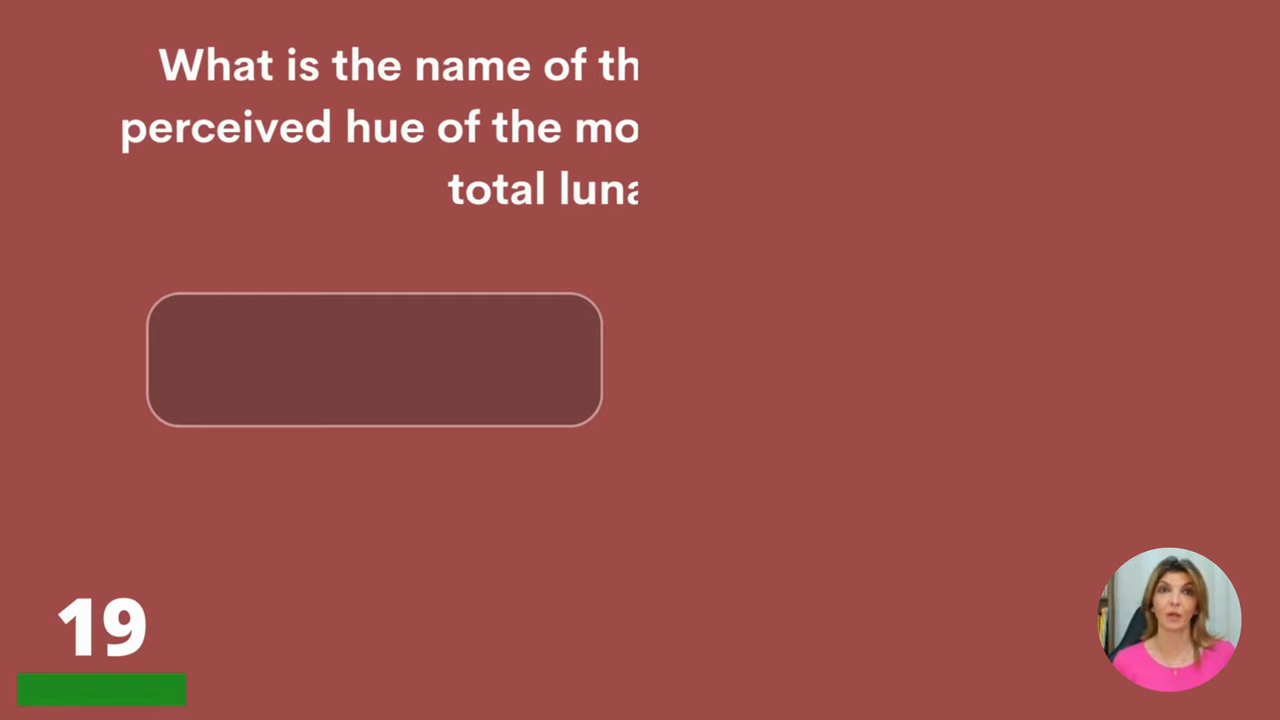 What is the name of th
perceived hue of the mo
total luna
19